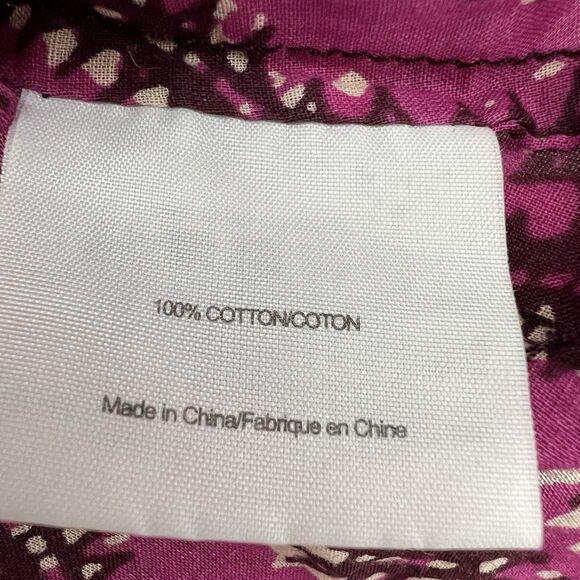 100% COTTON/COTON
Made in China/Fabrique en Chine